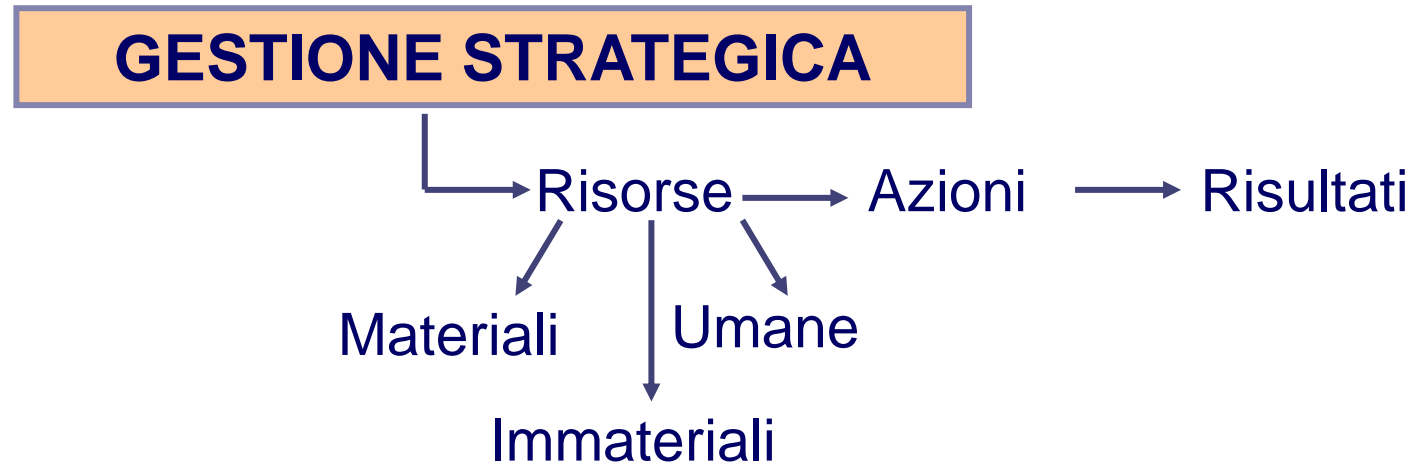 GESTIONE STRATEGICA
Risorse Azioni Risultati
Materiali Umane
Immateriali